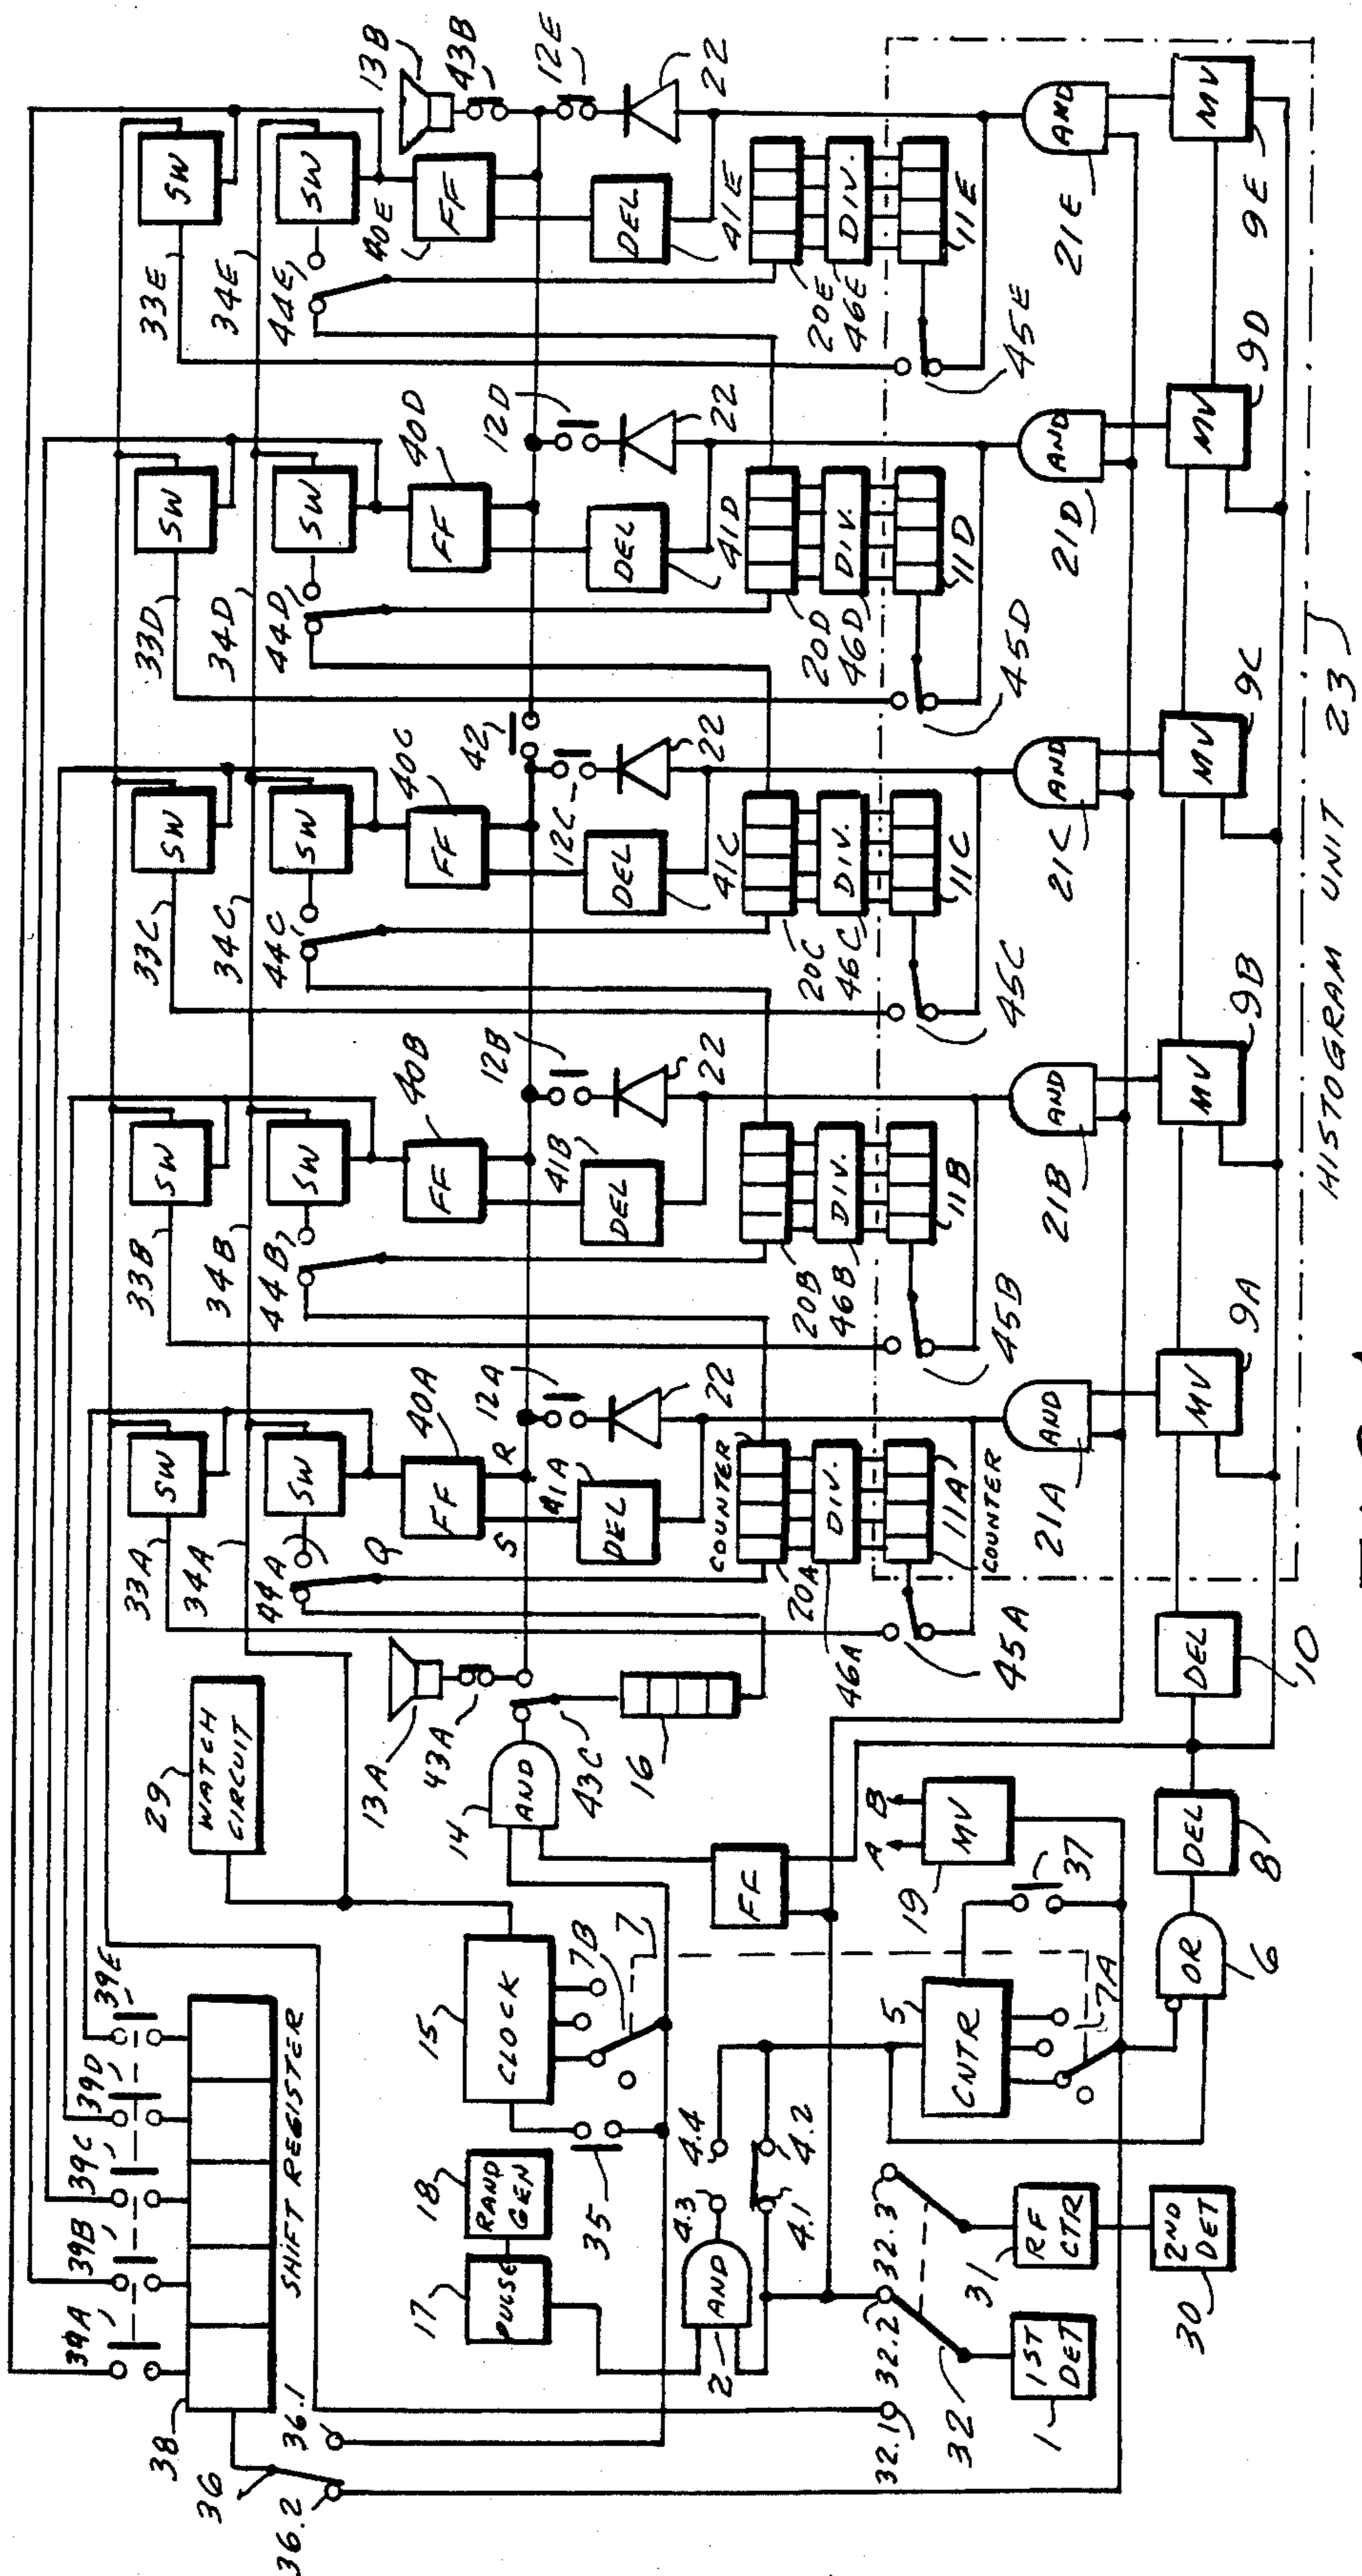 33E
SW
34E
SW
44E
40E
FF
13B
43B
12E
22
DEL
41E
20E
DIV.
46E
11E
45E
21E
AND
MV
9E
33D
SW
34D
SW
44D
FF
40D
12D
22
DEL
41D
20D
DIV.
46D
11D
45D
21D
AND
MV
9D
33C
SW
34C
SW
44C
FF
40C
42
12C
22
DEL
41C
20C
DIV.
46C
11C
45C
21C
AND
MV
9C
33B
SW
34B
SW
44B
FF
40B
12B
41B
22
DEL
20B
DIV.
46B
11B
45B
21B
AND
MV
9B
33A
SW
34A
SW
44A
Q
FF
40A
S
R
12A
41A
22
DEL
COUNTER
20A
DIV.
46A
11A
COUNTER
45A
21A
AND
MV
9A
HISTOGRAM UNIT 23
29
WATCH
CIRCUIT
13A
43A
14
AND
43C
16
DEL
10
39A
39B
39C
39D
39E
38
SHIFT REGISTER
36
36.1
36.2
15
CLOCK
7B
7
35
18
RAND
GEN
17
PULSE
FF
A B
19
MV
37
DEL
8
5
CNTR
7A
OR
6
4.4
4.3
4.2
4.1
AND
2
32.3
32.2
32.1
32
31
RF
CTR
2ND
DET
30
1ST
DET
1